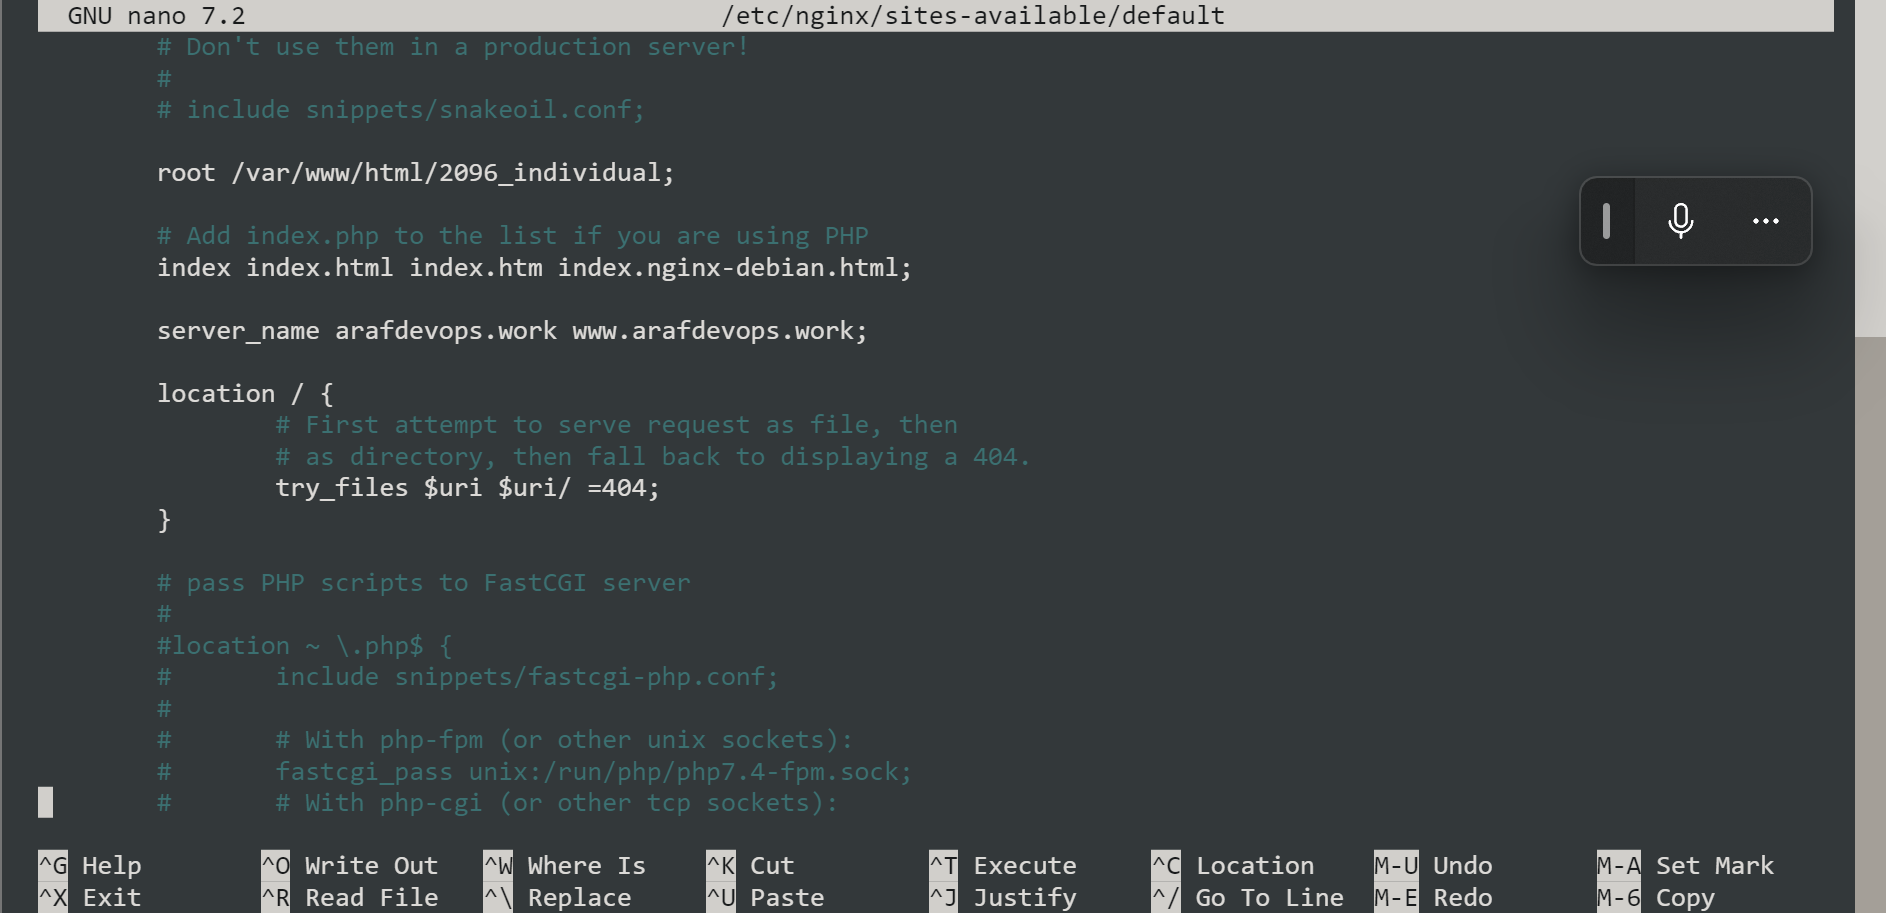 GNU nano 7.2 /etc/nginx/sites-available/default
# Don't use them in a production server!
#
# include snippets/snakeoil.conf;
root /var/www/html/2096_individual;
# Add index.php to the list if you are using PHP
index index.html index.htm index.nginx-debian.html;
server_name arafdevops.work www.arafdevops.work;
location / {
# First attempt to serve request as file, then
# as directory, then fall back to displaying a 404.
try_files $uri $uri/ =404;
}
# pass PHP scripts to FastCGI server
#
#location ~ \.php$ {
# include snippets/fastcgi-php.conf;
#
# # With php-fpm (or other unix sockets):
# fastcgi_pass unix:/run/php/php7.4-fpm.sock;
# # With php-cgi (or other tcp sockets):
^G Help ^O Write Out ^W Where Is ^K Cut ^T Execute ^C Location M-U Undo M-A Set Mark
^X Exit ^R Read File ^\ Replace ^U Paste ^J Justify ^/ Go To Line M-E Redo M-6 Copy